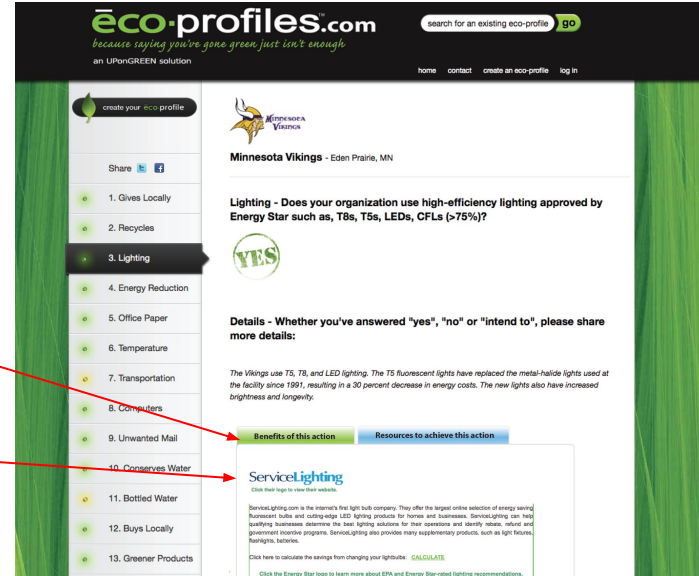 ēco·profiles.com
because saying you've gone green just isn't enough
an UPonGREEN solution
search for an existing eco-profile go
home contact create an eco-profile log in
create your ēco·profile
Share
1. Gives Locally
2. Recycles
3. Lighting
4. Energy Reduction
5. Office Paper
6. Temperature
7. Transportation
8. Computers
9. Unwanted Mail
10. Conserves Water
11. Bottled Water
12. Buys Locally
13. Greener Products
MINNESOTA
VIKINGS
Minnesota Vikings - Eden Prairie, MN
Lighting - Does your organization use high-efficiency lighting approved by
Energy Star such as, T8s, T5s, LEDs, CFLs (>75%)?
YES
Details - Whether you've answered "yes", "no" or "intend to", please share
more details:
The Vikings use T5, T8, and LED lighting. The T5 fluorescent lights have replaced the metal-halide lights used at
the facility since 1991, resulting in a 30 percent decrease in energy costs. The new lights also have increased
brightness and longevity.
Benefits of this action
Resources to achieve this action
ServiceLighting
Click their logo to view their website.
ServiceLighting.com is the internet's first light bulb company. They offer the largest online selection of energy saving
fluorescent bulbs and cutting-edge LED lighting products for homes and businesses. ServiceLighting can help
qualifying businesses determine the best lighting solutions for their operations and identify rebate, refund and
government incentive programs. ServiceLighting also provides many supplementary products, such as light fixtures,
flashlights, batteries.
Click here to calculate the savings from changing your lightbulbs: CALCULATE
Click the Energy Star logo to learn more about EPA and Energy Star-rated lighting recommendations.